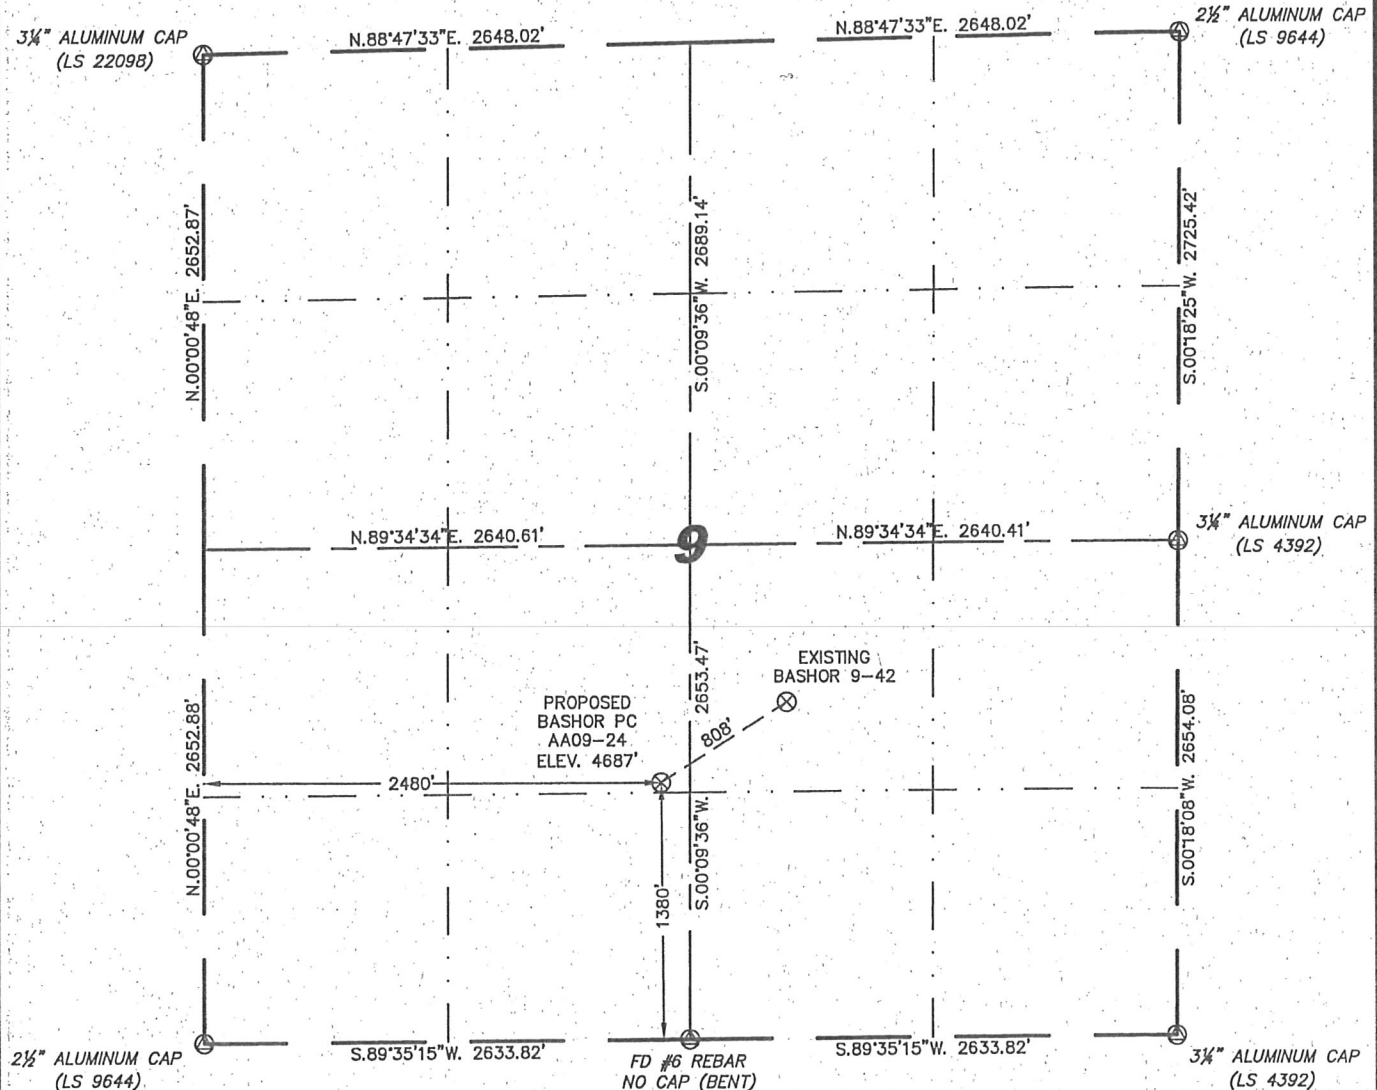 3¼" ALUMINUM CAP
(LS 22098)
N.88°47'33"E. 2648.02'
N.88°47'33"E. 2648.02'
2½" ALUMINUM CAP
(LS 9644)
N.00°00'48"E. 2652.87'
S.00°09'36"W. 2689.14'
S.00°18'25"W. 2725.42'
N.89°34'34"E. 2640.61'
9
N.89°34'34"E. 2640.41'
3¼" ALUMINUM CAP
(LS 4392)
N.00°00'48"E. 2652.88'
PROPOSED
BASHOR PC
AA09-24
ELEV. 4687'
EXISTING
BASHOR 9-42
808'
2480'
1380'
S.00°09'36"W. 2653.47'
S.00°18'08"W. 2654.08'
2½" ALUMINUM CAP
(LS 9644)
S.89°35'15"W. 2633.82'
FD #6 REBAR
NO CAP (BENT)
S.89°35'15"W. 2633.82'
3¼" ALUMINUM CAP
(LS 4392)